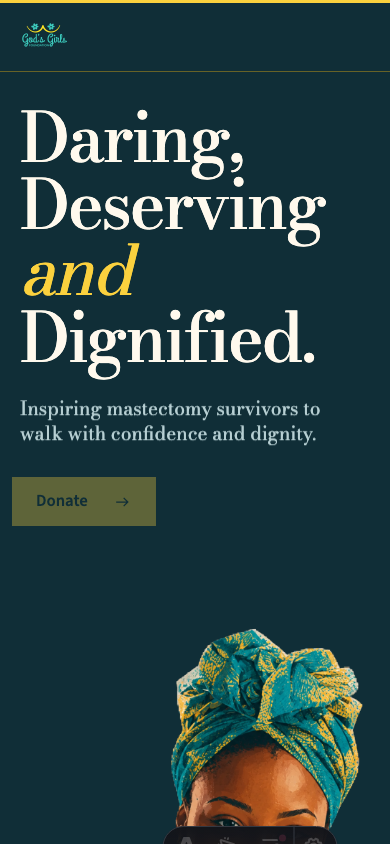 God's Girls
Daring,
Deserving
and
Dignified.
Inspiring mastectomy survivors to
walk with confidence and dignity.
Donate →